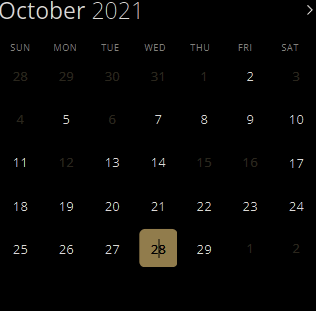 October 2021 >
SUN MON TUE WED THU FRI SAT
28 29 30 31 1 2 3
4 5 6 7 8 9 10
11 12 13 14 15 16 17
18 19 20 21 22 23 24
25 26 27 28 29 1 2